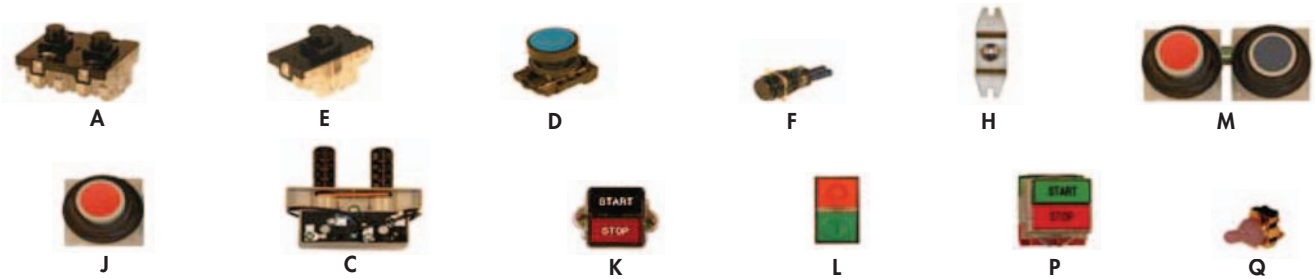 A E D F H M
START
STOP
START
STOP
J C K L P Q